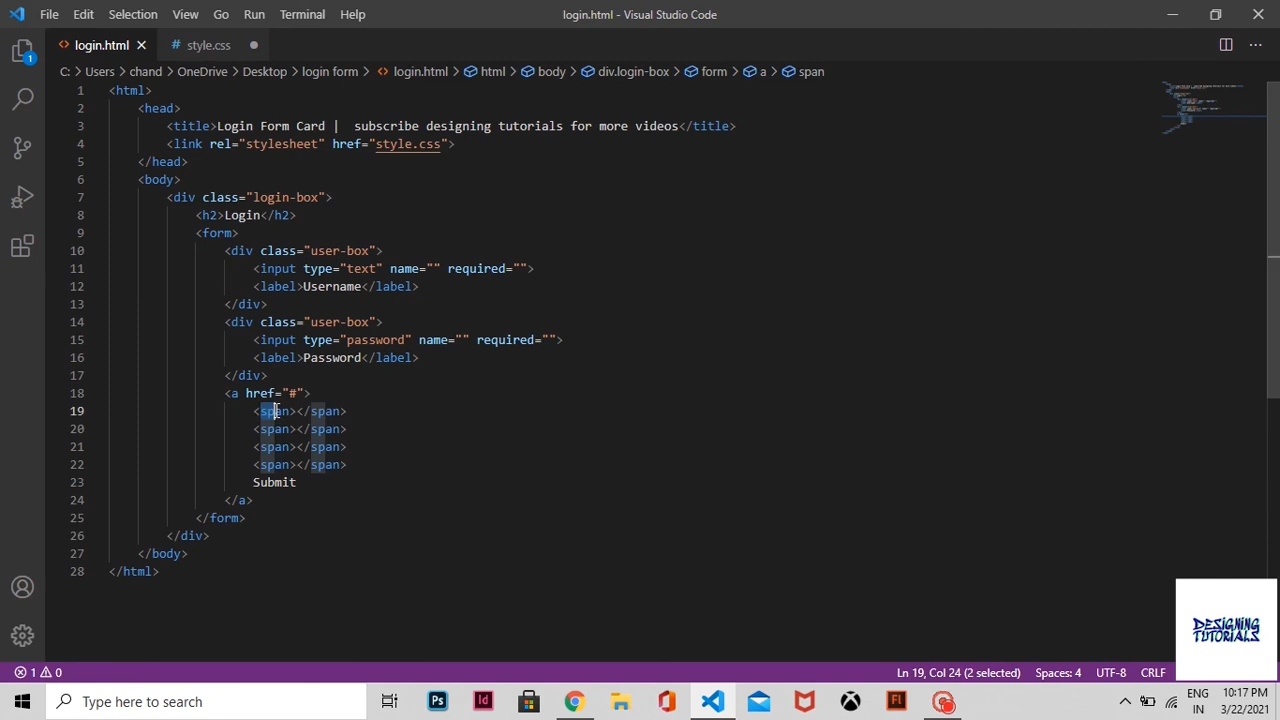 File Edit Selection View Go Run Terminal Help login.html - Visual Studio Code
login.html style.css
C: > Users > chand > OneDrive > Desktop > login form > login.html > html > body > div.login-box > form > a > span
1 <html>
2 <head>
3 <title>Login Form Card |  subscribe designing tutorials for more videos</title>
4 <link rel="stylesheet" href="style.css">
5 </head>
6 <body>
7 <div class="login-box">
8 <h2>Login</h2>
9 <form>
10 <div class="user-box">
11 <input type="text" name="" required="">
12 <label>Username</label>
13 </div>
14 <div class="user-box">
15 <input type="password" name="" required="">
16 <label>Password</label>
17 </div>
18 <a href="#">
19 <span></span>
20 <span></span>
21 <span></span>
22 <span></span>
23 Submit
24 </a>
25 </form>
26 </div>
27 </body>
28 </html>
1
DESIGNING
TUTORIALS
1 0 Ln 19, Col 24 (2 selected) Spaces: 4 UTF-8 CRLF
Type here to search
Ps Id Fl
ENG
IN
10:17 PM
3/22/2021